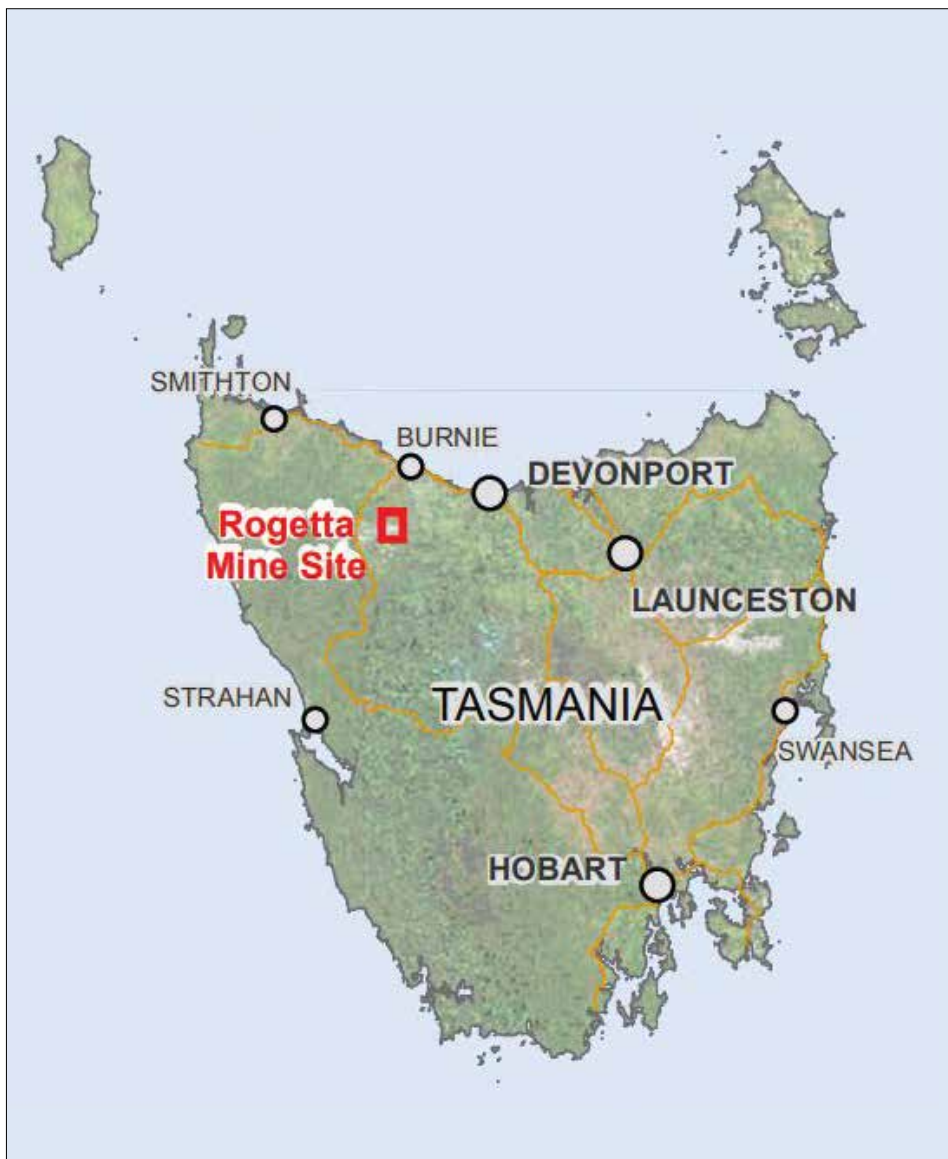 SMITHTON
BURNIE
DEVONPORT
Rogetta
Mine Site
LAUNCESTON
STRAHAN
TASMANIA
SWANSEA
HOBART